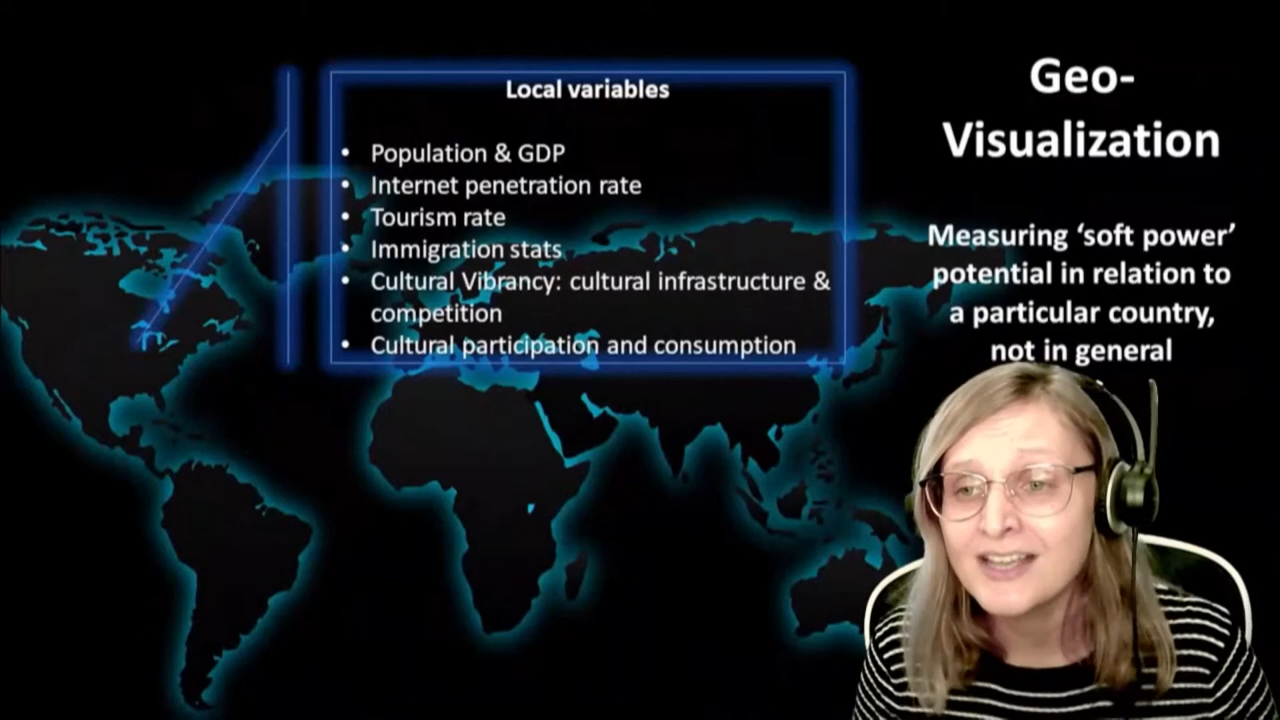 Geo-
Visualization
Measuring ‘soft power’
potential in relation to
a particular country,
not in general
Local variables
• Population & GDP
• Internet penetration rate
• Tourism rate
• Immigration stats
• Cultural Vibrancy: cultural infrastructure &
competition
• Cultural participation and consumption